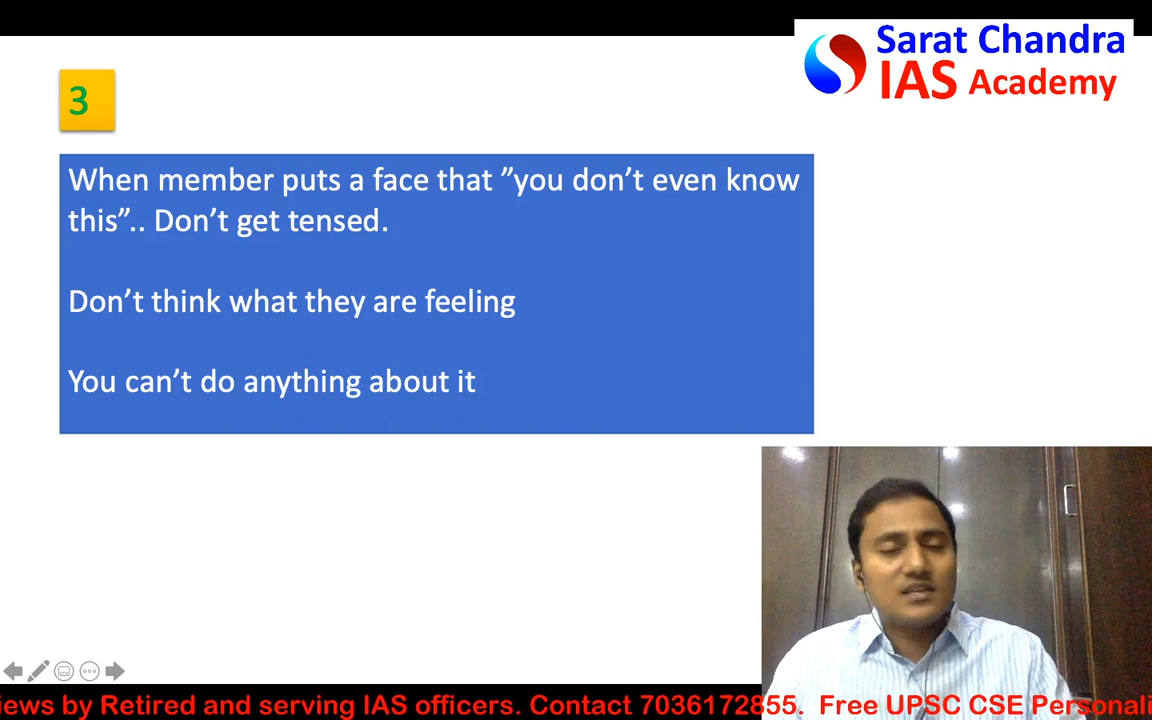 Sarat Chandra
IAS Academy
3
When member puts a face that ”you don’t even know
this”.. Don’t get tensed.
Don’t think what they are feeling
You can’t do anything about it
iews by Retired and serving IAS officers. Contact 7036172855. Free UPSC CSE Personali